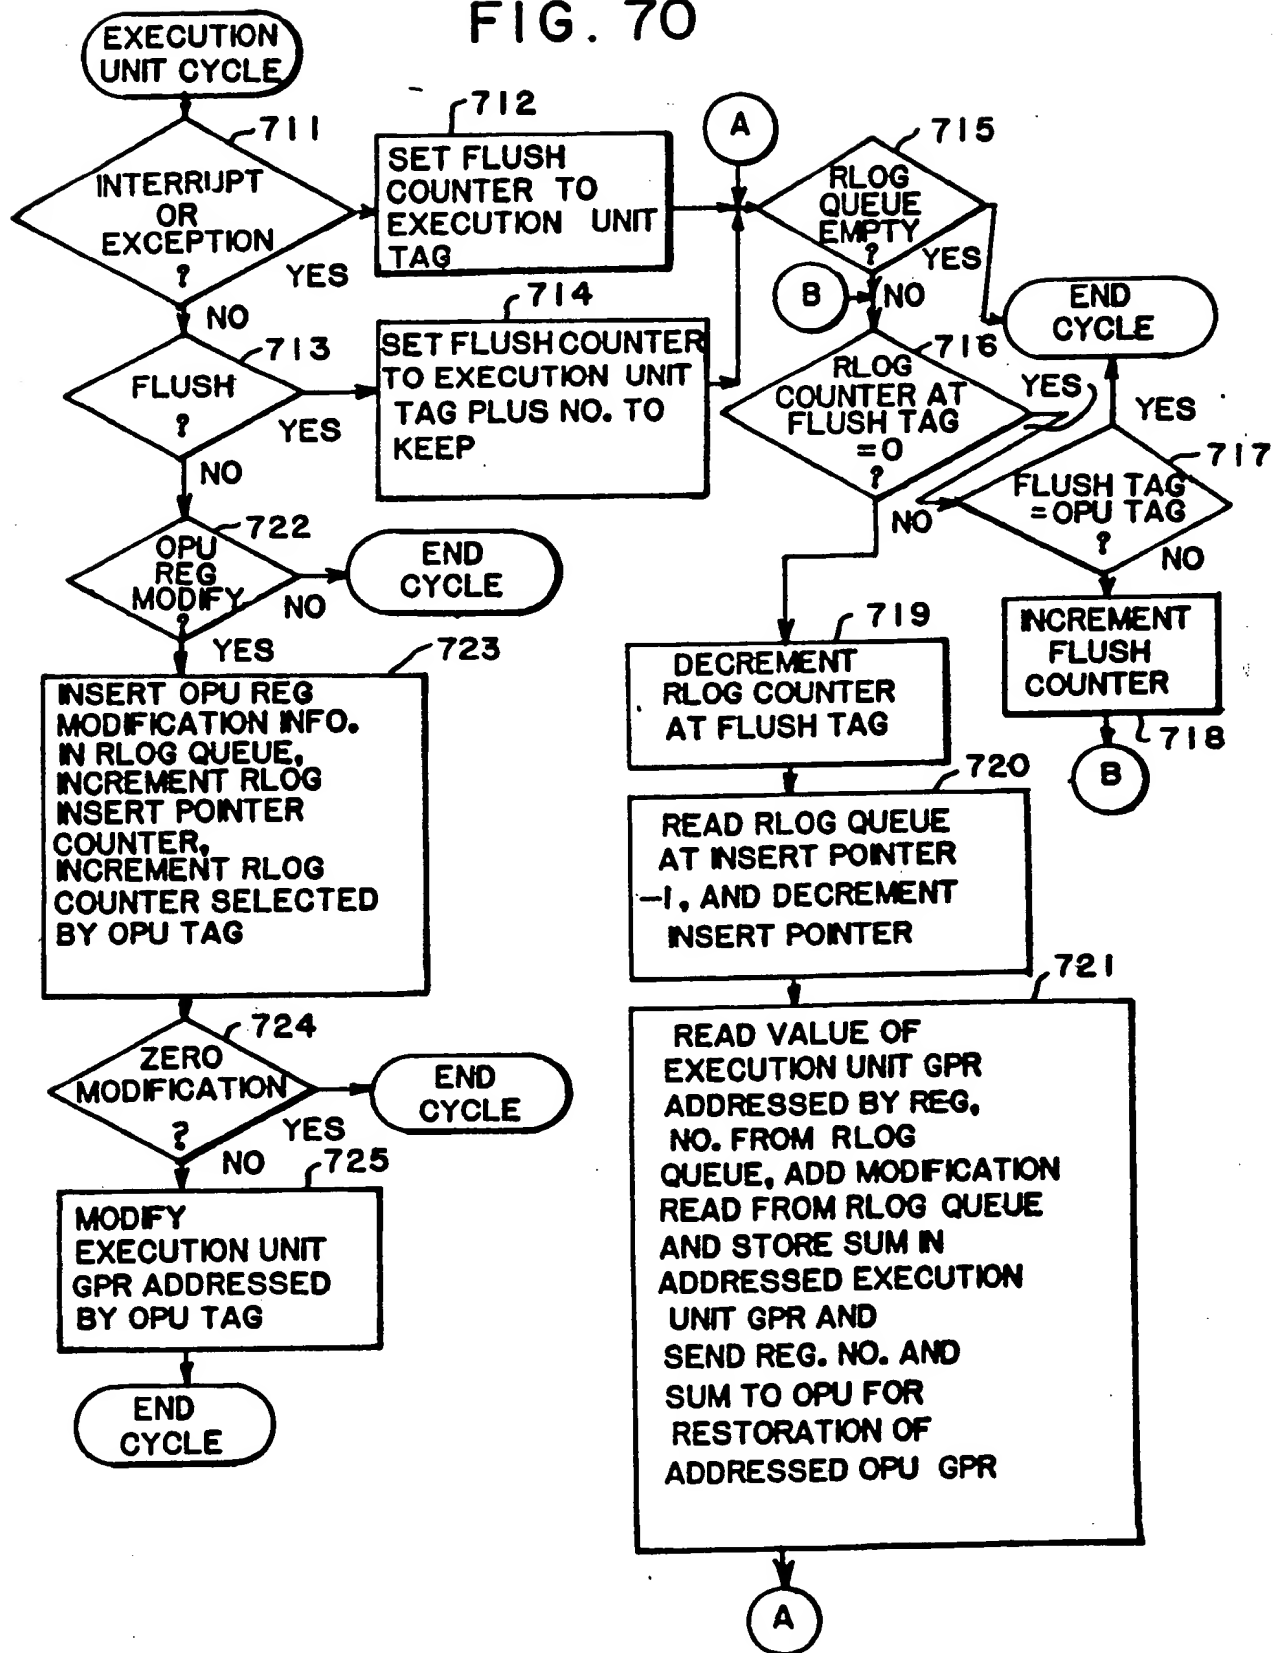 FIG. 70
EXECUTION
UNIT CYCLE
711
INTERRUPT
OR
EXCEPTION
?
YES
NO
712
SET FLUSH
COUNTER TO
EXECUTION UNIT
TAG
713
FLUSH
?
YES
NO
714
SET FLUSH COUNTER
TO EXECUTION UNIT
TAG PLUS NO. TO
KEEP
722
OPU
REG
MODIFY
?
NO
YES
END
CYCLE
723
INSERT OPU REG
MODIFICATION INFO.
IN RLOG QUEUE,
INCREMENT RLOG
INSERT POINTER
COUNTER,
INCREMENT RLOG
COUNTER SELECTED
BY OPU TAG
724
ZERO
MODIFICATION
?
YES
NO
END
CYCLE
725
MODIFY
EXECUTION UNIT
GPR ADDRESSED
BY OPU TAG
END
CYCLE
A
715
RLOG
QUEUE
EMPTY
?
YES
NO
B
END
CYCLE
716
RLOG
COUNTER AT
FLUSH TAG
=0
?
YES
NO
717
FLUSH TAG
=OPU TAG
?
YES
NO
INCREMENT
FLUSH
COUNTER
718
B
719
DECREMENT
RLOG COUNTER
AT FLUSH TAG
720
READ RLOG QUEUE
AT INSERT POINTER
-1, AND DECREMENT
INSERT POINTER
721
READ VALUE OF
EXECUTION UNIT GPR
ADDRESSED BY REG,
NO. FROM RLOG
QUEUE, ADD MODIFICATION
READ FROM RLOG QUEUE
AND STORE SUM IN
ADDRESSED EXECUTION
UNIT GPR AND
SEND REG. NO. AND
SUM TO OPU FOR
RESTORATION OF
ADDRESSED OPU GPR
A